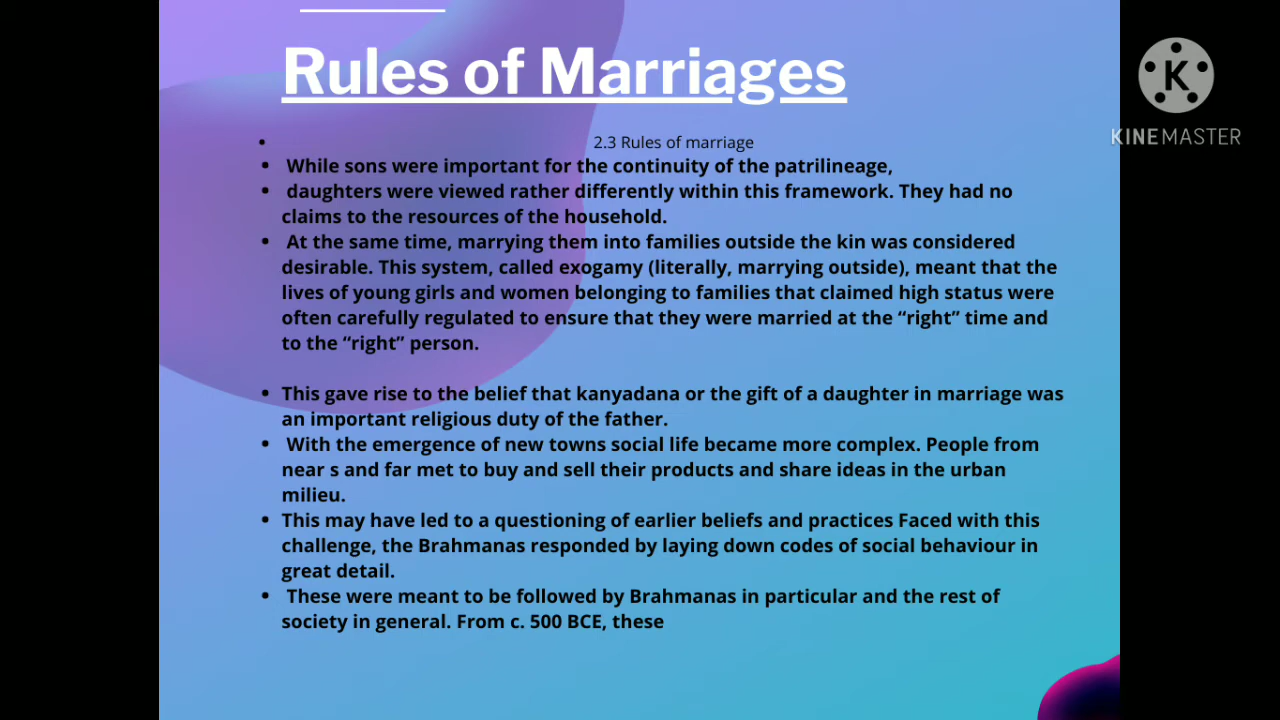 Rules of Marriages
K
KINEMASTER
• 2.3 Rules of marriage
• While sons were important for the continuity of the patrilineage,
• daughters were viewed rather differently within this framework. They had no
claims to the resources of the household.
• At the same time, marrying them into families outside the kin was considered
desirable. This system, called exogamy (literally, marrying outside), meant that the
lives of young girls and women belonging to families that claimed high status were
often carefully regulated to ensure that they were married at the “right” time and
to the “right” person.
• This gave rise to the belief that kanyadana or the gift of a daughter in marriage was
an important religious duty of the father.
• With the emergence of new towns social life became more complex. People from
near s and far met to buy and sell their products and share ideas in the urban
milieu.
• This may have led to a questioning of earlier beliefs and practices Faced with this
challenge, the Brahmanas responded by laying down codes of social behaviour in
great detail.
• These were meant to be followed by Brahmanas in particular and the rest of
society in general. From c. 500 BCE, these